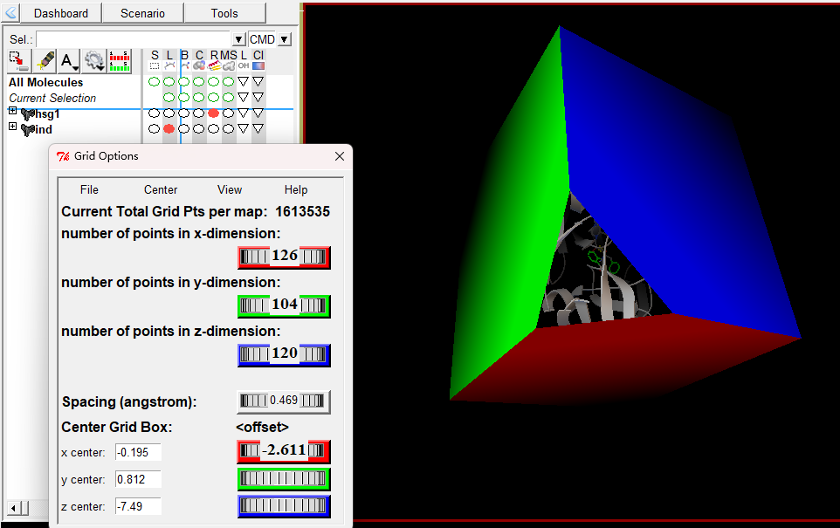 Dashboard Scenario Tools
Sel.: CMD
S L B C R MS L Cl
A
All Molecules
Current Selection
hsg1
ind
Grid Options
File Center View Help
Current Total Grid Pts per map: 1613535
number of points in x-dimension:
126
number of points in y-dimension:
104
number of points in z-dimension:
120
Spacing (angstrom): 0.469
Center Grid Box: <offset>
x center: -0.195 -2.611
y center: 0.812
z center: -7.49